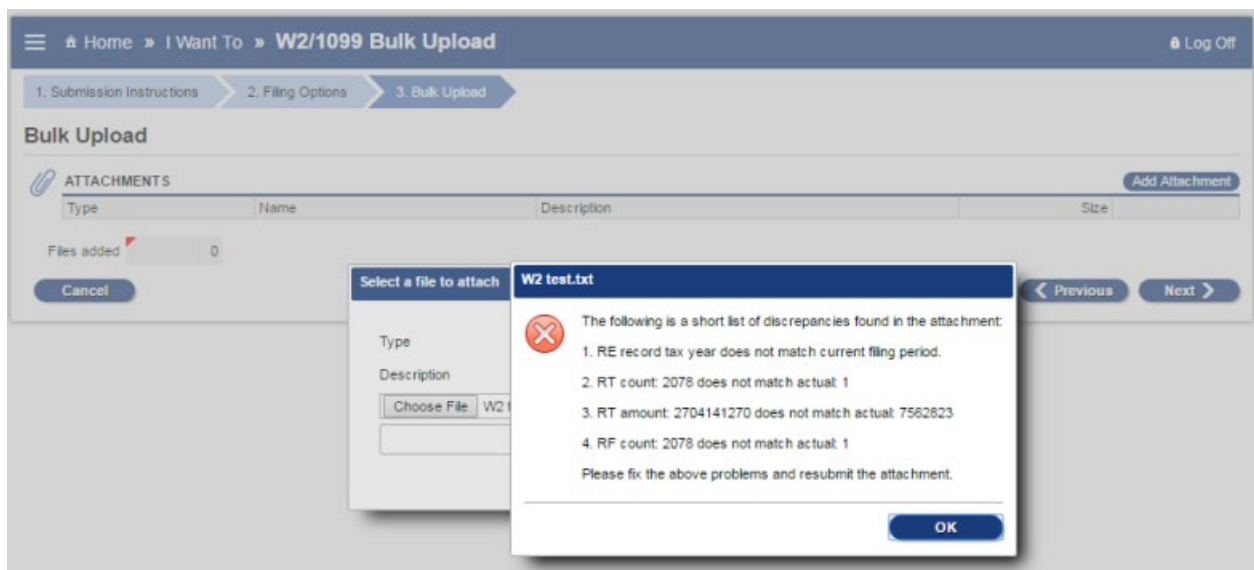 Home » I Want To » W2/1099 Bulk Upload
Log Off
1. Submission Instructions
2. Filing Options
3. Bulk Upload
Bulk Upload
ATTACHMENTS
Add Attachment
Type Name Description Size
Files added 0
Cancel
Previous
Next
Select a file to attach
Type
Description
Choose File W2 t
W2 test.txt
The following is a short list of discrepancies found in the attachment:
1. RE record tax year does not match current filing period.
2. RT count: 2078 does not match actual: 1
3. RT amount: 2704141270 does not match actual: 7562823
4. RF count: 2078 does not match actual: 1
Please fix the above problems and resubmit the attachment.
OK